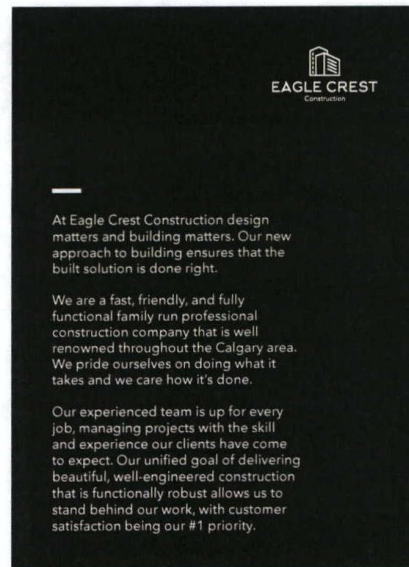 EAGLE CREST
Construction
At Eagle Crest Construction design
matters and building matters. Our new
approach to building ensures that the
built solution is done right.
We are a fast, friendly, and fully
functional family run professional
construction company that is well
renowned throughout the Calgary area.
We pride ourselves on doing what it
takes and we care how it's done.
Our experienced team is up for every
job, managing projects with the skill
and experience our clients have come
to expect. Our unified goal of delivering
beautiful, well-engineered construction
that is functionally robust allows us to
stand behind our work, with customer
satisfaction being our #1 priority.